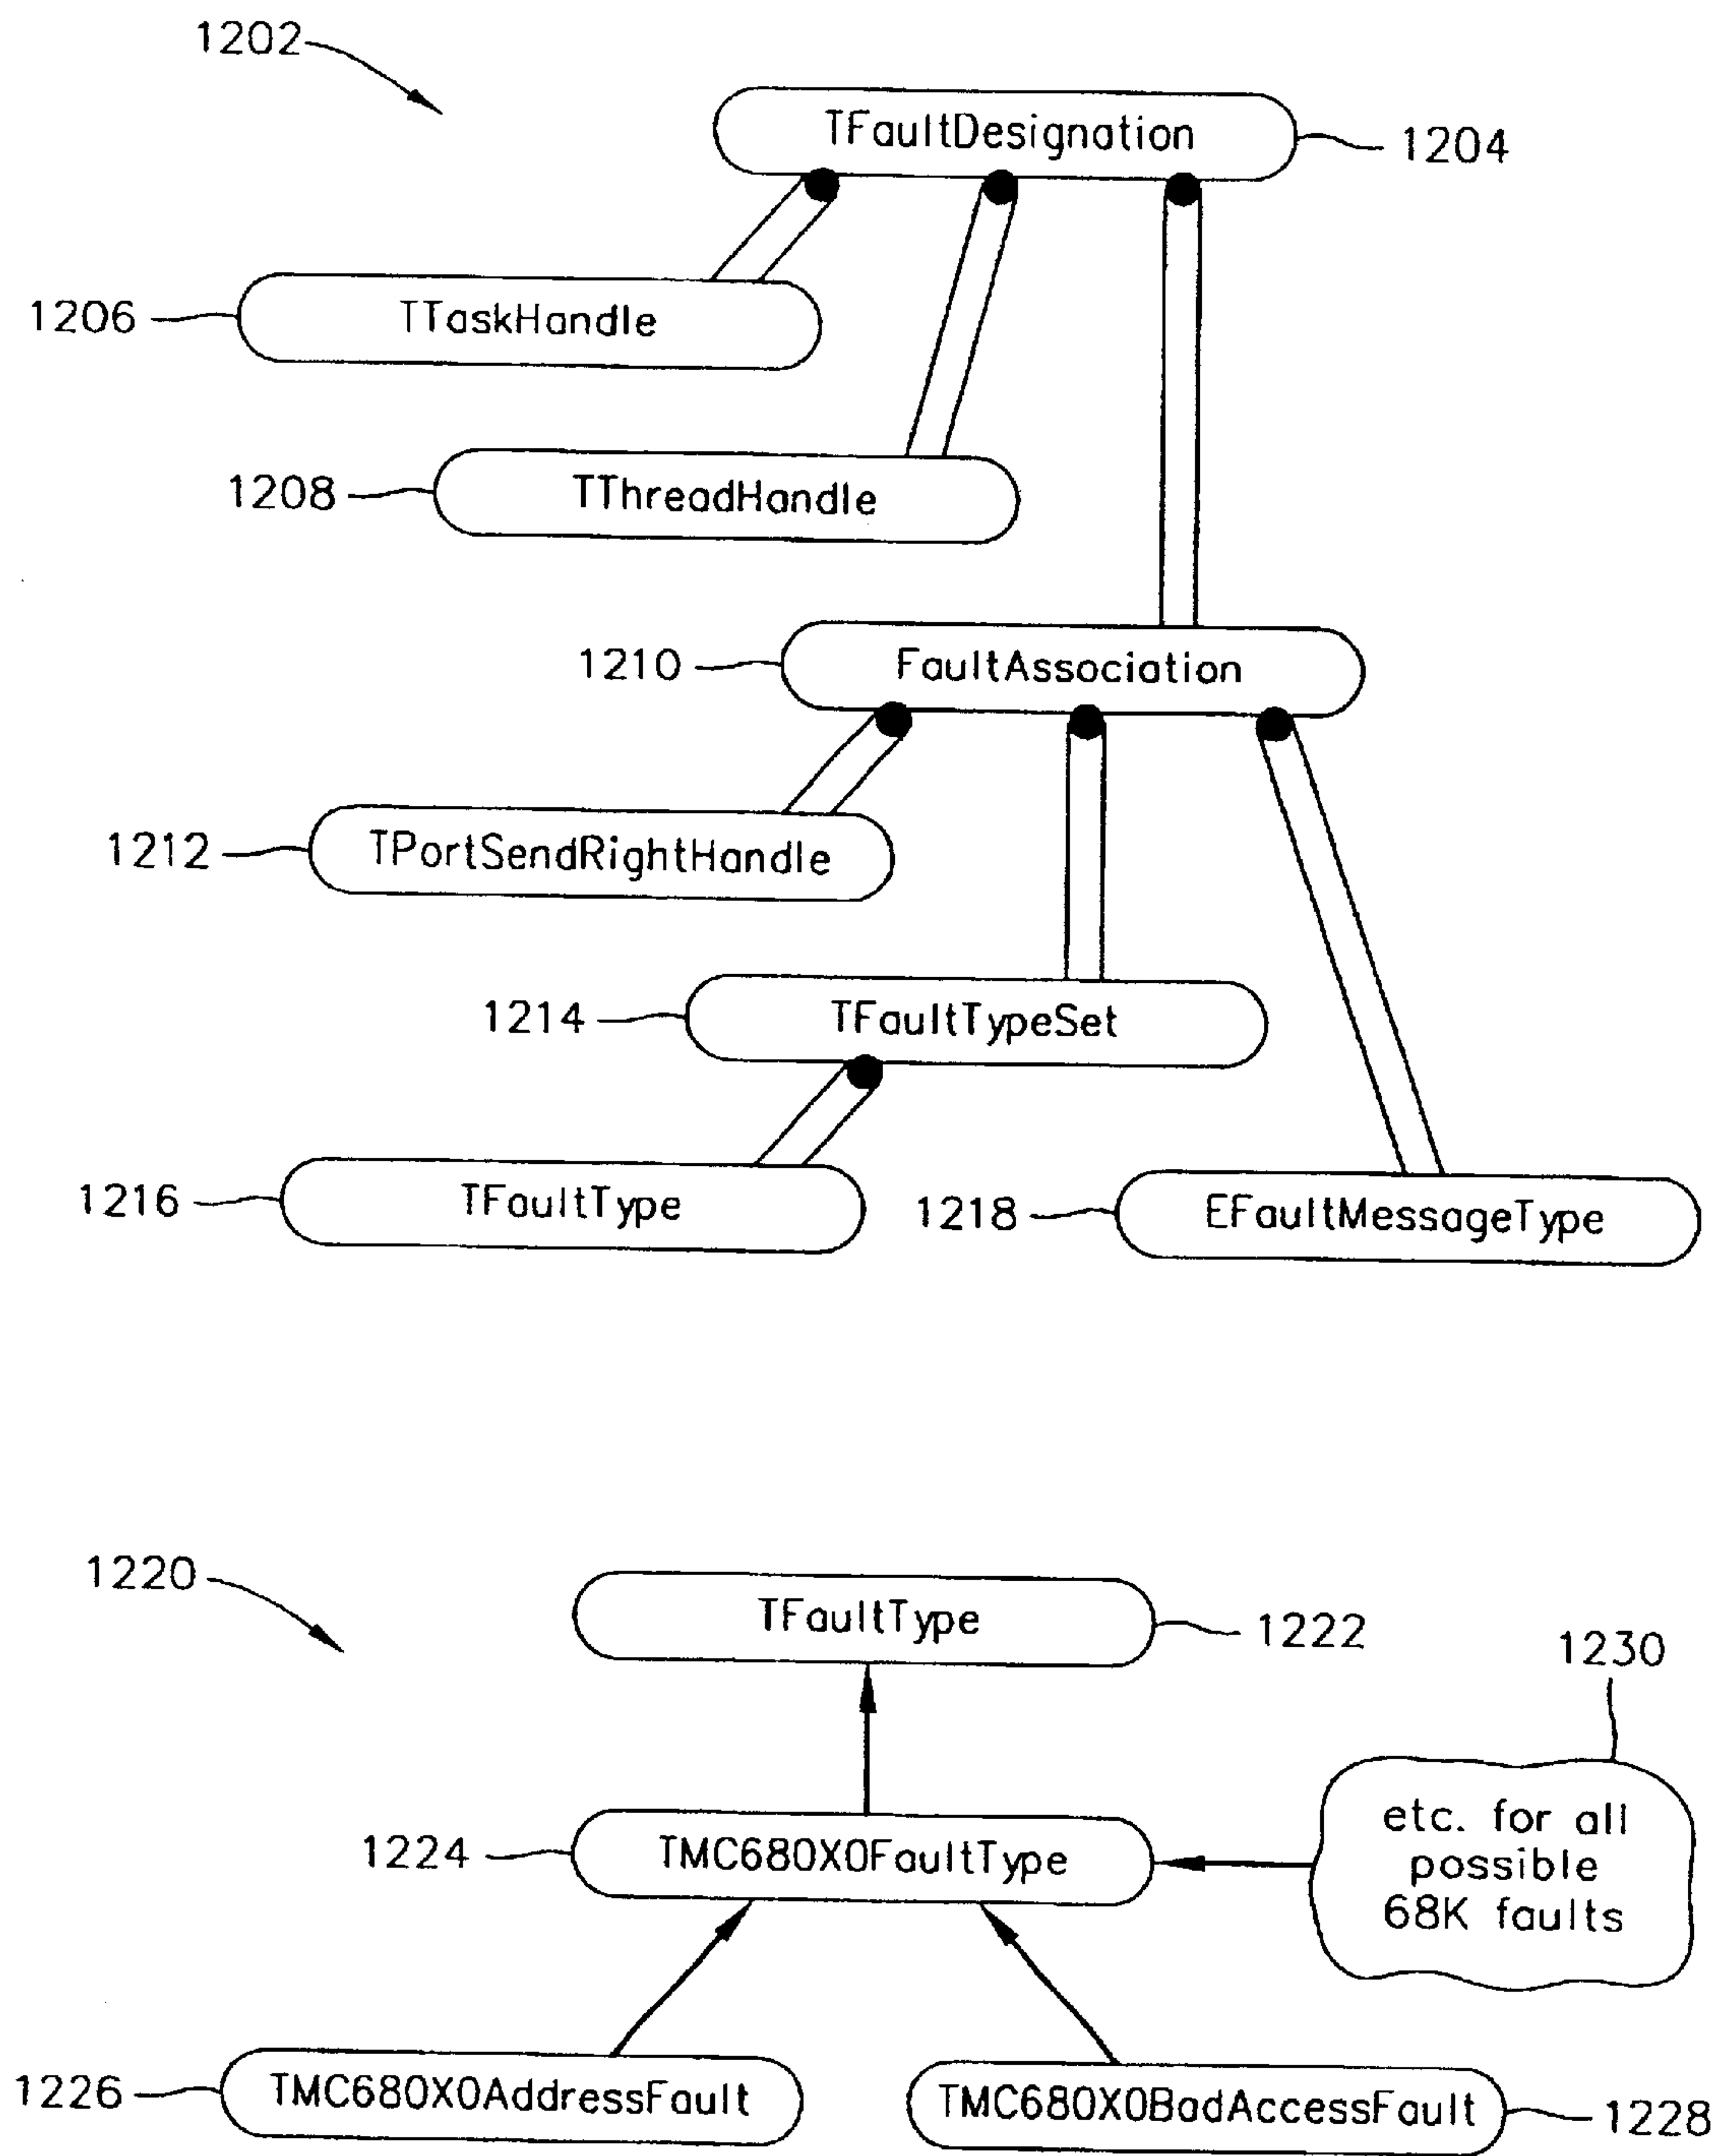 1202
TFaultDesignation
1204
1206
TTaskHandle
1208
TThreadHandle
1210
FaultAssociation
1212
TPortSendRightHandle
1214
TFaultTypeSet
1216
TFaultType
1218
EFaultMessageType
1220
TFaultType
1222
1230
1224
TMC680X0FaultType
etc. for all
possible
68K faults
1226
TMC680X0AddressFault
TMC680X0BadAccessFault
1228